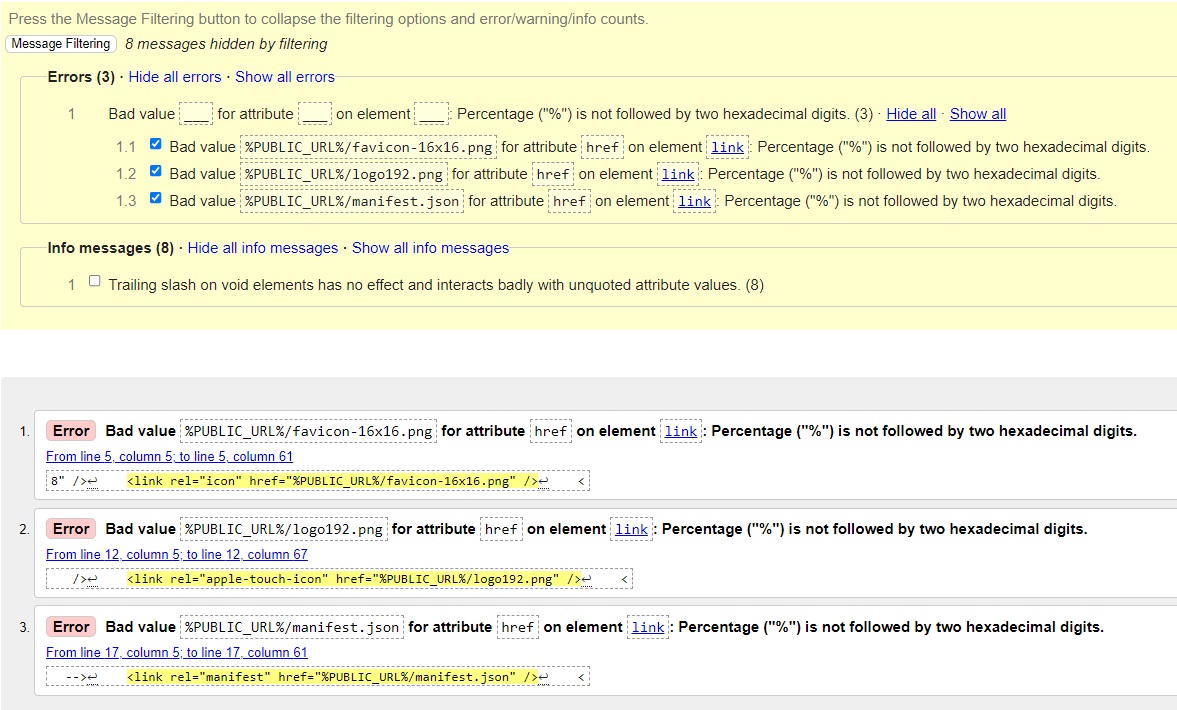 Press the Message Filtering button to collapse the filtering options and error/warning/info counts.
Message Filtering 8 messages hidden by filtering
Errors (3) · Hide all errors · Show all errors
1 Bad value ___ for attribute ___ on element ___: Percentage ("%") is not followed by two hexadecimal digits. (3) · Hide all · Show all
1.1 Bad value %PUBLIC_URL%/favicon-16x16.png for attribute href on element link: Percentage ("%") is not followed by two hexadecimal digits.
1.2 Bad value %PUBLIC_URL%/logo192.png for attribute href on element link: Percentage ("%") is not followed by two hexadecimal digits.
1.3 Bad value %PUBLIC_URL%/manifest.json for attribute href on element link: Percentage ("%") is not followed by two hexadecimal digits.
Info messages (8) · Hide all info messages · Show all info messages
1 Trailing slash on void elements has no effect and interacts badly with unquoted attribute values. (8)
1. Error Bad value %PUBLIC_URL%/favicon-16x16.png for attribute href on element link: Percentage ("%") is not followed by two hexadecimal digits.
From line 5, column 5; to line 5, column 61
8" />↩    <link rel="icon" href="%PUBLIC_URL%/favicon-16x16.png" />↩    <
2. Error Bad value %PUBLIC_URL%/logo192.png for attribute href on element link: Percentage ("%") is not followed by two hexadecimal digits.
From line 12, column 5; to line 12, column 67
/>↩    <link rel="apple-touch-icon" href="%PUBLIC_URL%/logo192.png" />↩    <
3. Error Bad value %PUBLIC_URL%/manifest.json for attribute href on element link: Percentage ("%") is not followed by two hexadecimal digits.
From line 17, column 5; to line 17, column 61
-->↩    <link rel="manifest" href="%PUBLIC_URL%/manifest.json" />↩    <